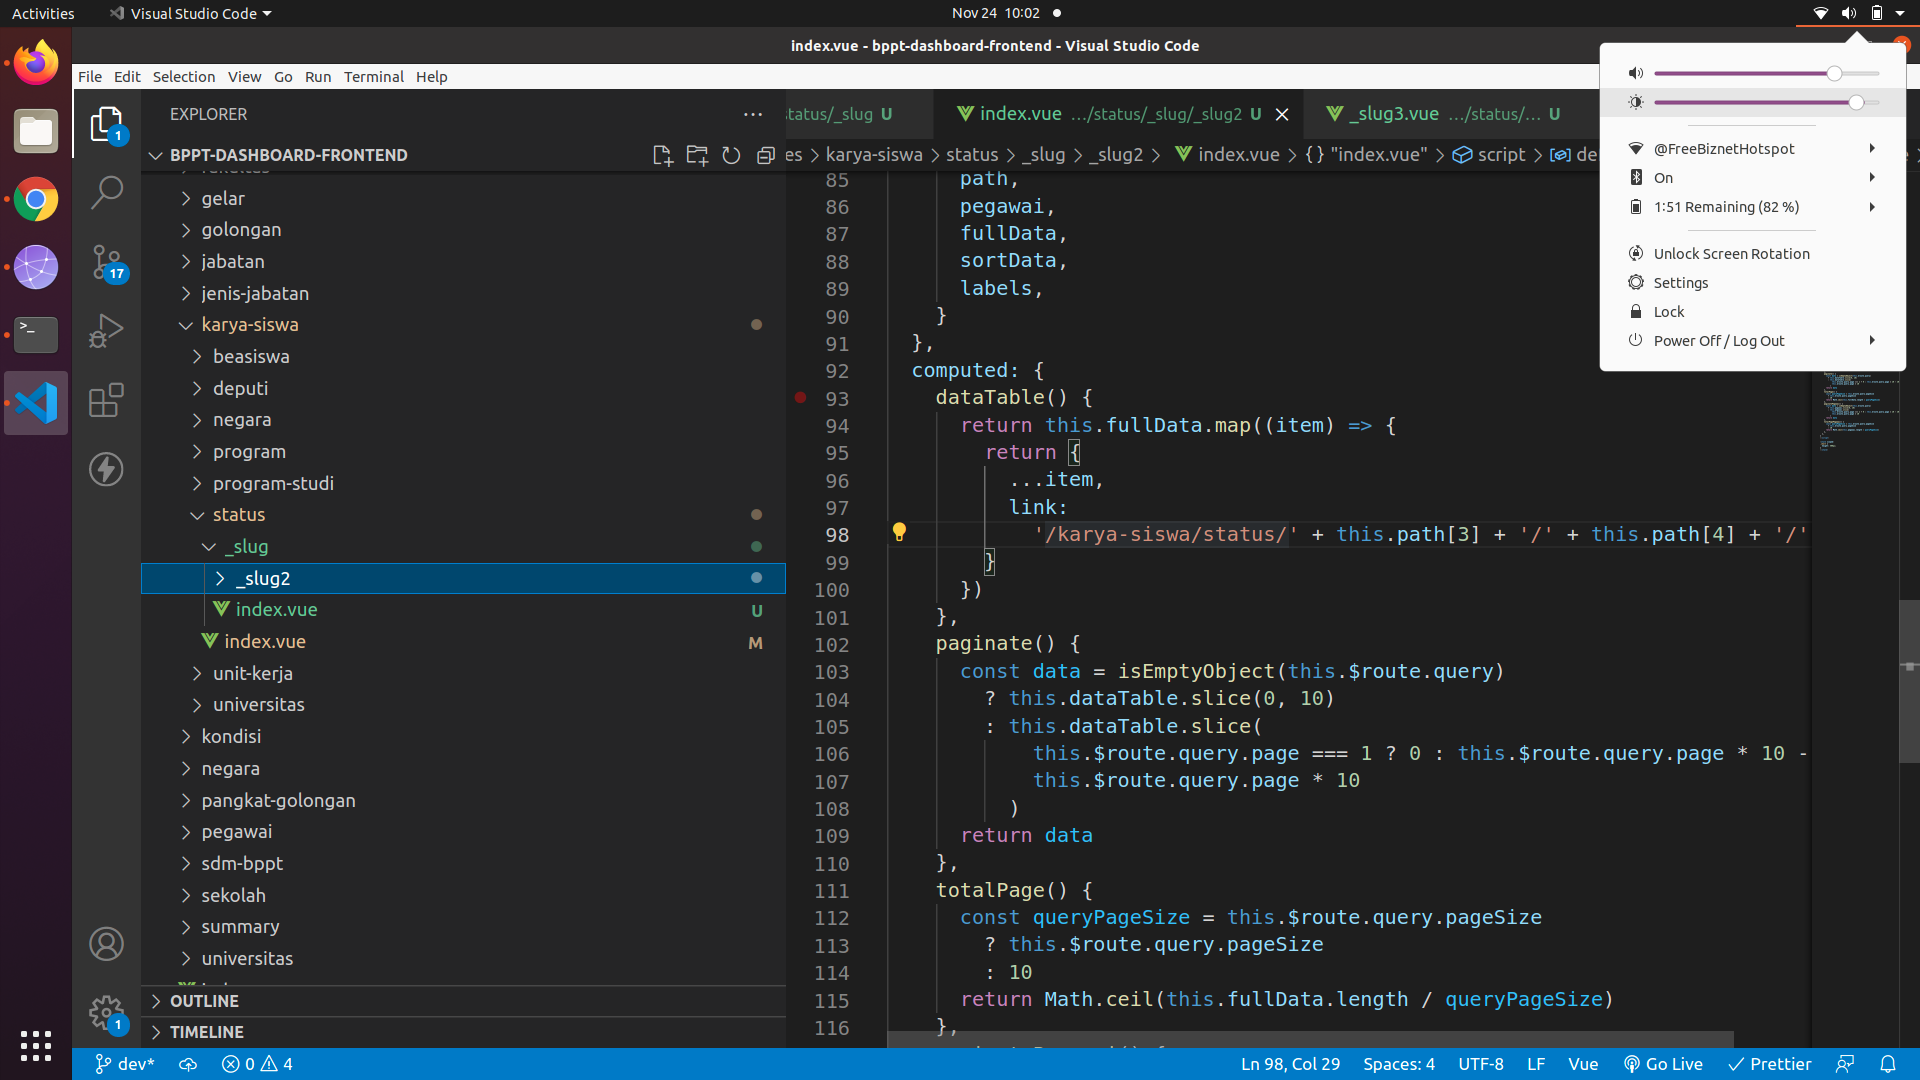 Activities
Visual Studio Code
Nov 24 10:02
index.vue - bppt-dashboard-frontend - Visual Studio Code
File Edit Selection View Go Run Terminal Help
EXPLORER
BPPT-DASHBOARD-FRONTEND
gelar
golongan
jabatan
jenis-jabatan
karya-siswa
beasiswa
deputi
negara
program
program-studi
status
_slug
_slug2
index.vue U
index.vue M
unit-kerja
universitas
kondisi
negara
pangkat-golongan
pegawai
sdm-bppt
sekolah
summary
universitas
OUTLINE
TIMELINE
1
17
1
status/_slug U
index.vue .../status/_slug/_slug2 U
_slug3.vue .../status/... U
es > karya-siswa > status > _slug > _slug2 > index.vue > {} "index.vue" > script >
85 path,
86 pegawai,
87 fullData,
88 sortData,
89 labels,
90 }
91 },
92 computed: {
93 dataTable() {
94 return this.fullData.map((item) => {
95 return {
96 ...item,
97 link:
98 '/karya-siswa/status/' + this.path[3] + '/' + this.path[4] + '/'
99 }
100 })
101 },
102 paginate() {
103 const data = isEmptyObject(this.$route.query)
104 ? this.dataTable.slice(0, 10)
105 : this.dataTable.slice(
106 this.$route.query.page === 1 ? 0 : this.$route.query.page * 10 -
107 this.$route.query.page * 10
108 )
109 return data
110 },
111 totalPage() {
112 const queryPageSize = this.$route.query.pageSize
113 ? this.$route.query.pageSize
114 : 10
115 return Math.ceil(this.fullData.length / queryPageSize)
116 },
@FreeBiznetHotspot
On
1:51 Remaining (82 %)
Unlock Screen Rotation
Settings
Lock
Power Off / Log Out
dev* 0 4
Ln 98, Col 29 Spaces: 4 UTF-8 LF Vue Go Live Prettier